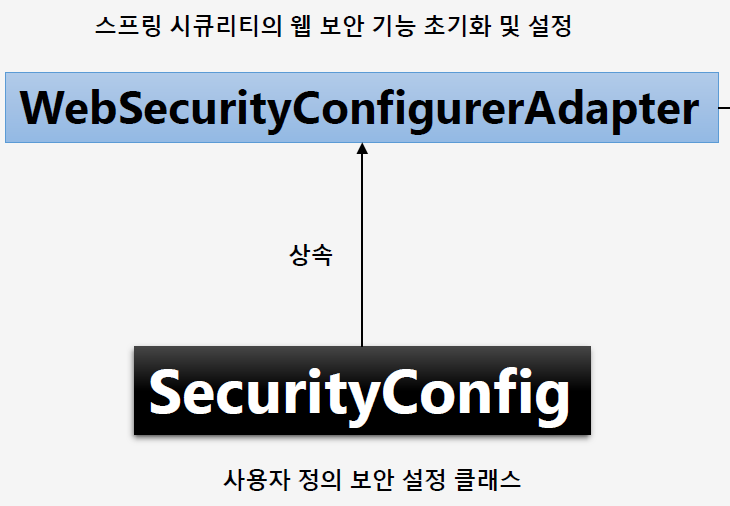 스프링 시큐리티의 웹 보안 기능 초기화 및 설정
WebSecurityConfigurerAdapter
상속
SecurityConfig
사용자 정의 보안 설정 클래스